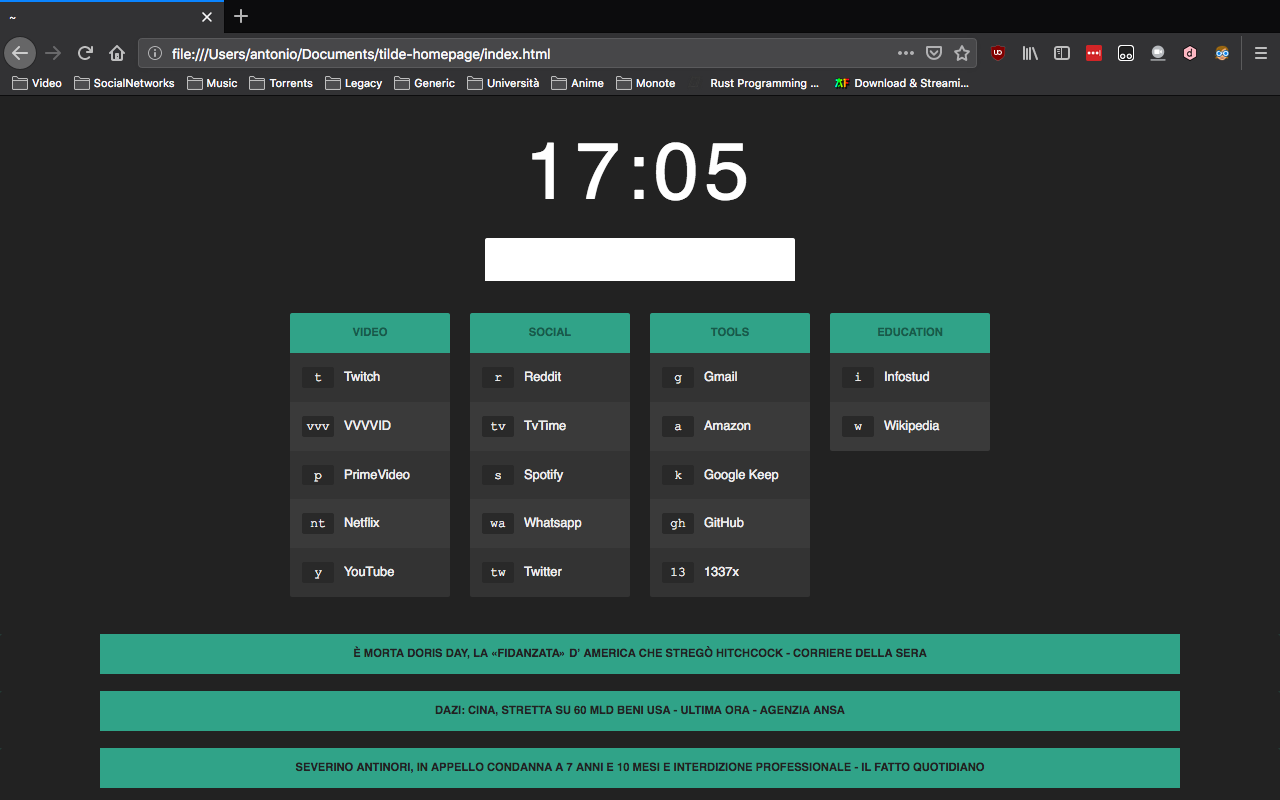 ~
file:///Users/antonio/Documents/tilde-homepage/index.html
Video SocialNetworks Music Torrents Legacy Generic Università Anime Monote Rust Programming ... Download & Streami...
17:05
VIDEO SOCIAL TOOLS EDUCATION
t Twitch r Reddit g Gmail i Infostud
vvv VVVVID tv TvTime a Amazon w Wikipedia
p PrimeVideo s Spotify k Google Keep
nt Netflix wa Whatsapp gh GitHub
y YouTube tw Twitter 13 1337x
È MORTA DORIS DAY, LA «FIDANZATA» D' AMERICA CHE STREGÒ HITCHCOCK - CORRIERE DELLA SERA
DAZI: CINA, STRETTA SU 60 MLD BENI USA - ULTIMA ORA - AGENZIA ANSA
SEVERINO ANTINORI, IN APPELLO CONDANNA A 7 ANNI E 10 MESI E INTERDIZIONE PROFESSIONALE - IL FATTO QUOTIDIANO